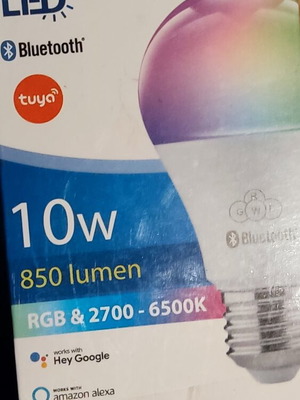 LED
Bluetooth®
tuya
10w
850 lumen
RGB & 2700 - 6500K
B
G W T
Bluetooth
works with
Hey Google
WORKS WITH
amazon alexa